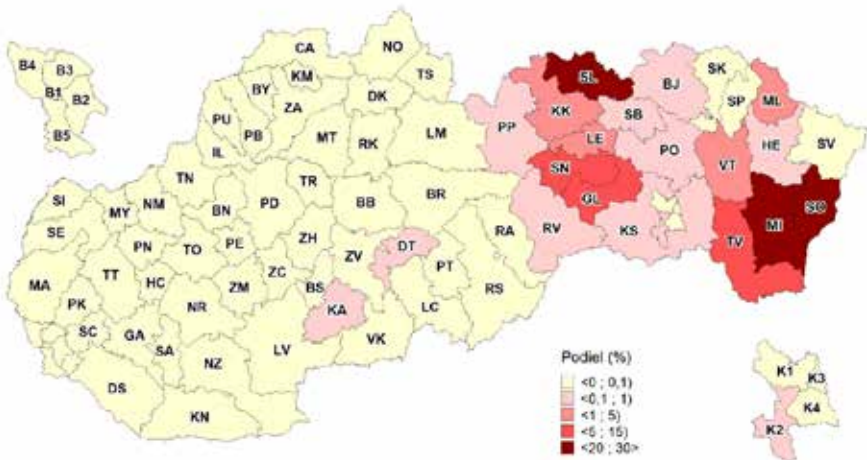 CA
NO
B4
B3
B1
B2
B5
KM
TS
BY
ZA
DK
PU
PB
MT
RK
LM
IL
SL
BJ
SK
SP
ML
KK
SB
PP
LE
PO
HE
SV
VT
SN
GL
TN
TR
SI
NM
BN
PD
BB
BR
MY
SE
PN
TO
PE
ZH
ZV
DT
RA
RV
KS
TV
MI
SO
MA
TT
HC
ZM
ZC
BS
KA
PT
RS
PK
NR
LC
SC
GA
SA
NZ
LV
VK
DS
KN
Podiel (%)
<0 ; 0,1)
<0,1 ; 1)
<1 ; 5)
<5 ; 15)
<20 ; 30>
K1
K3
K4
K2